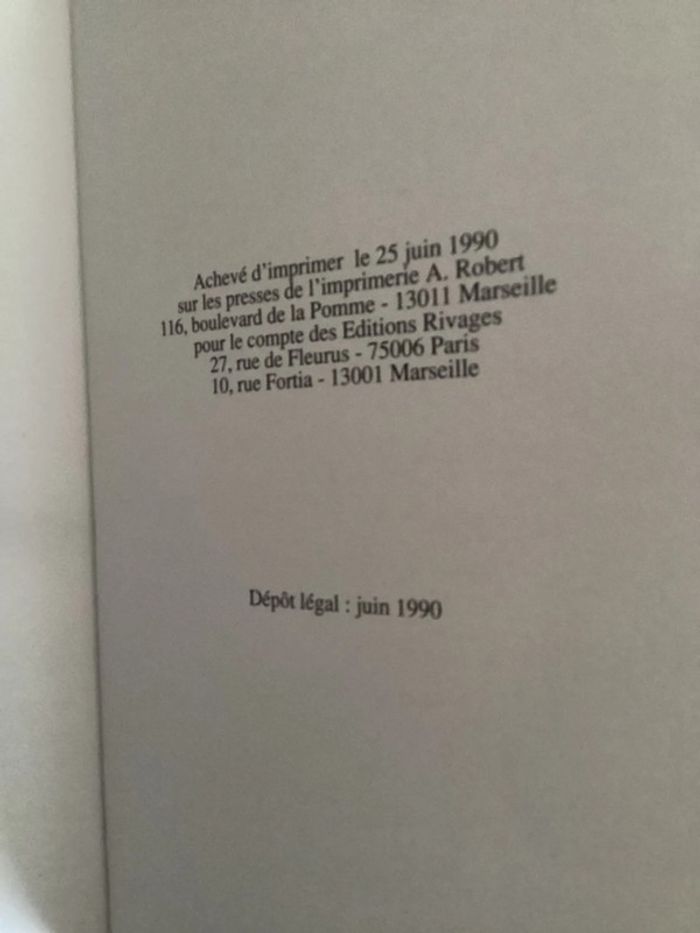 Achevé d'imprimer le 25 juin 1990
sur les presses de l'imprimerie A. Robert
116, boulevard de la Pomme - 13011 Marseille
pour le compte des Editions Rivages
27, rue de Fleurus - 75006 Paris
10, rue Fortia - 13001 Marseille
Dépôt légal : juin 1990